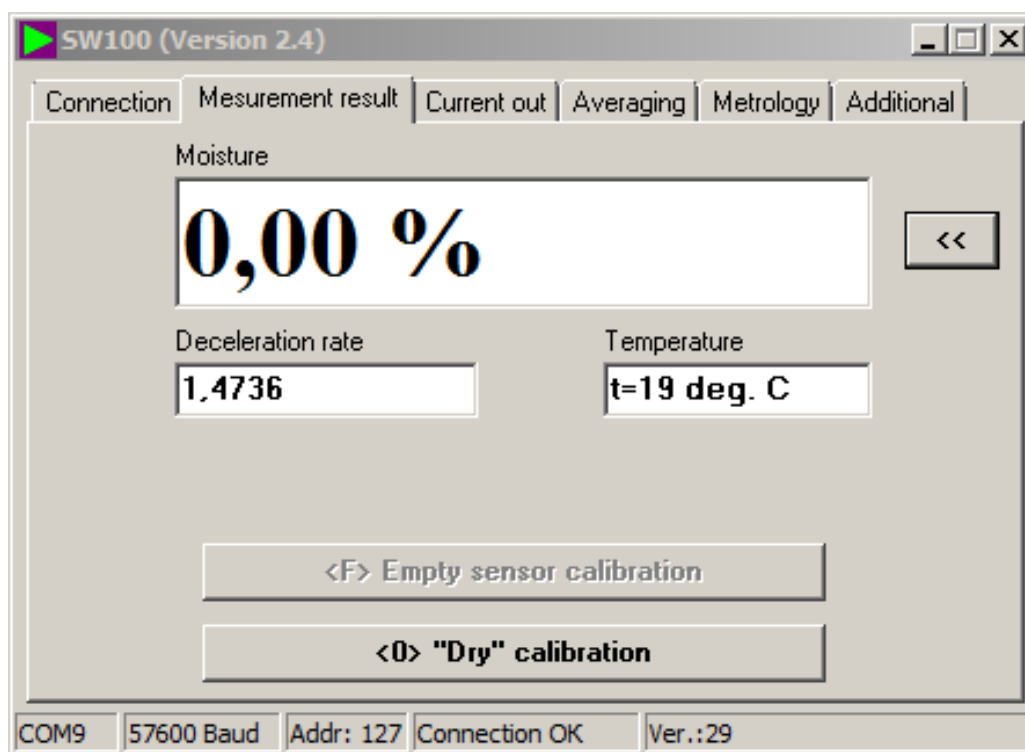 SW100 (Version 2.4)
Connection Mesurement result Current out Averaging Metrology Additional
Moisture
0,00 %
<<
Deceleration rate Temperature
1,4736 t=19 deg. C
<F> Empty sensor calibration
<0> "Dry" calibration
COM9 57600 Baud Addr: 127 Connection OK Ver.:29